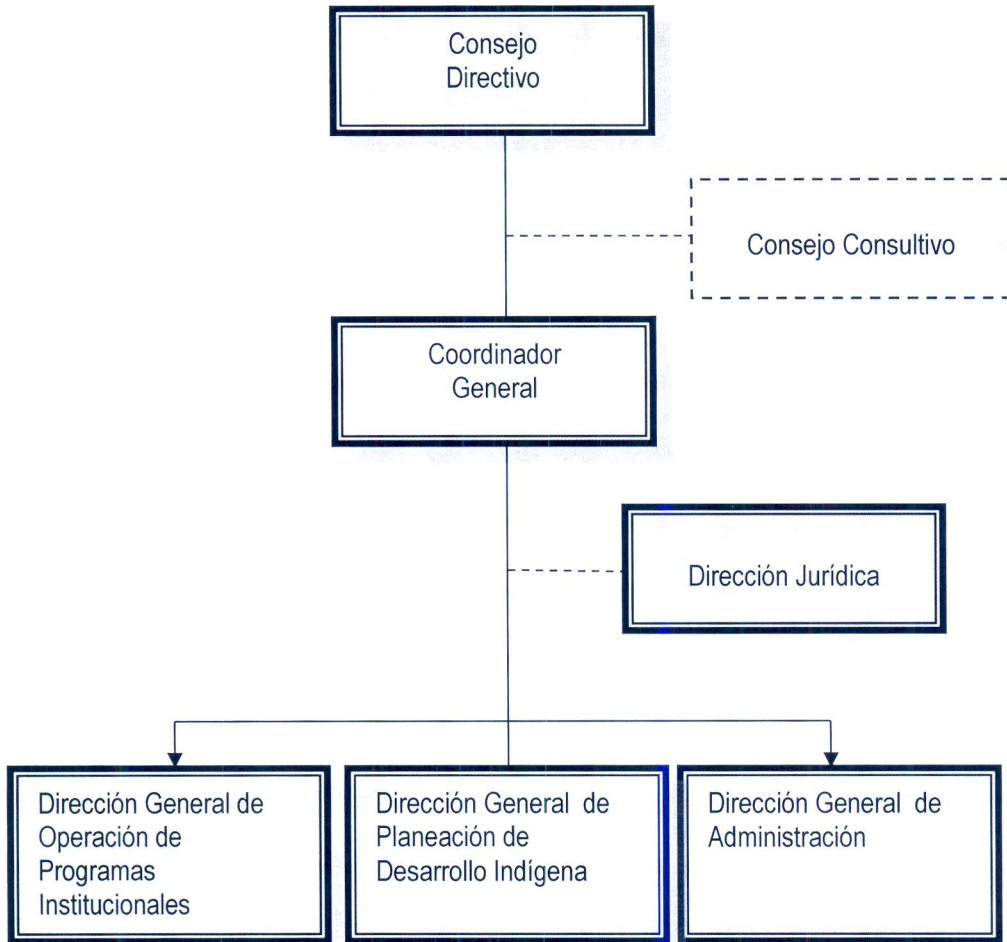 Consejo
Directivo
Consejo Consultivo
Coordinador
General
Dirección Jurídica
Dirección General de
Operación de
Programas
Institucionales
Dirección General de
Planeación de
Desarrollo Indígena
Dirección General de
Administración